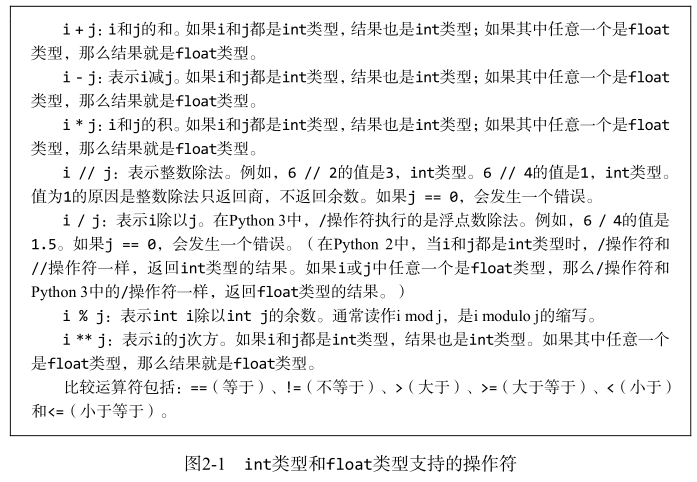 i + j: i和j的和。如果i和j都是int类型，结果也是int类型；如果其中任意一个是float
类型，那么结果就是float类型。
i - j: 表示i减j。如果i和j都是int类型，结果也是int类型；如果其中任意一个是float
类型，那么结果就是float类型。
i * j: i和j的积。如果i和j都是int类型，结果也是int类型；如果其中任意一个是float
类型，那么结果就是float类型。
i // j: 表示整数除法。例如，6 // 2的值是3，int类型。6 // 4的值是1，int类型。
值为1的原因是整数除法只返回商，不返回余数。如果j == 0，会发生一个错误。
i / j: 表示i除以j。在Python 3中，/操作符执行的是浮点数除法。例如，6 / 4的值是
1.5。如果j == 0，会发生一个错误。（在Python 2中，当i和j都是int类型时，/操作符和
//操作符一样，返回int类型的结果。如果i或j中任意一个是float类型，那么/操作符和
Python 3中的/操作符一样，返回float类型的结果。）
i % j: 表示int i除以int j的余数。通常读作i mod j，是i modulo j的缩写。
i ** j: 表示i的j次方。如果i和j都是int类型，结果也是int类型。如果其中任意一个
是float类型，那么结果就是float类型。
比较运算符包括：==（等于）、!=（不等于）、>（大于）、>=（大于等于）、<（小于）
和<=（小于等于）。
图2-1 int类型和float类型支持的操作符